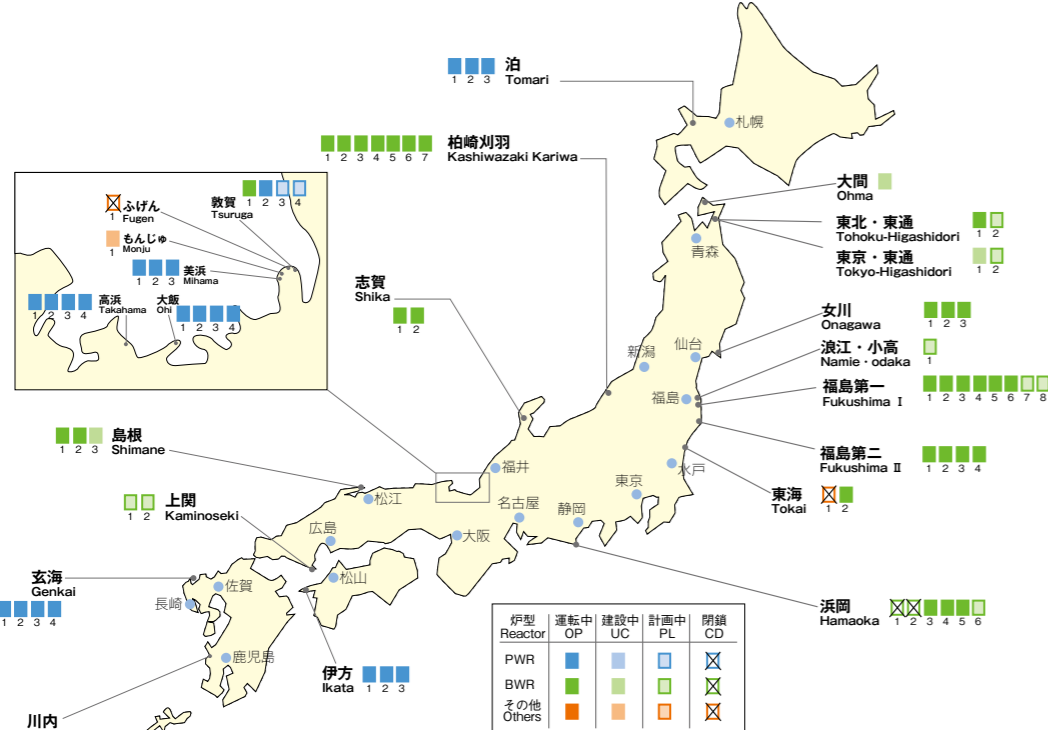 泊
Tomari
1 2 3
札幌
柏崎刈羽
Kashiwazaki Kariwa
1 2 3 4 5 6 7
ふげん
Fugen
1
もんじゅ
Monju
1
敦賀
Tsuruga
1 2 3 4
美浜
Mihama
1 2 3
高浜
Takahama
1 2 3 4
大飯
Ohi
1 2 3 4
志賀
Shika
1 2
大間
Ohma
東北・東通
Tohoku-Higashidori
1 2
東京・東通
Tokyo-Higashidori
1 2
青森
女川
Onagawa
1 2 3
浪江・小高
Namie・odaka
1
福島第一
Fukushima Ⅰ
1 2 3 4 5 6 7 8
福島第二
Fukushima Ⅱ
1 2 3 4
東海
Tokai
1 2
新潟
仙台
福島
水戸
東京
福井
名古屋
静岡
大阪
松江
広島
松山
佐賀
長崎
鹿児島
島根
Shimane
1 2 3
上関
Kaminoseki
1 2
玄海
Genkai
1 2 3 4
川内
伊方
Ikata
1 2 3
浜岡
Hamaoka
1 2 3 4 5 6
炉型 運転中 建設中 計画中 閉鎖
Reactor OP UC PL CD
PWR
BWR
その他
Others